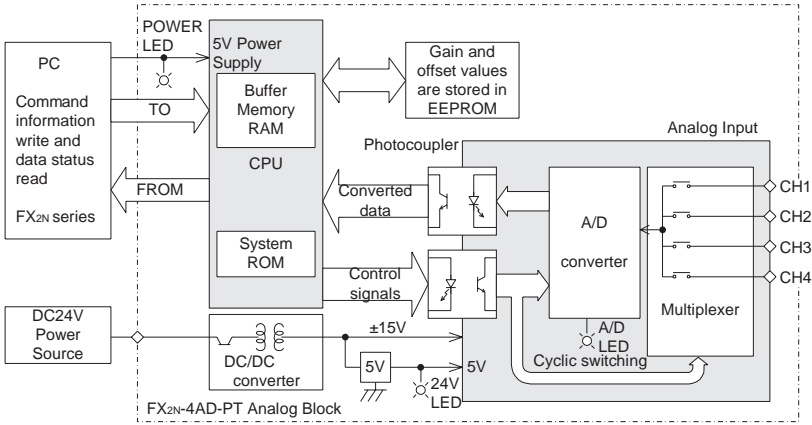 POWER
LED
PC
Command
information
write and
data status
read
FX2N series
TO
FROM
5V Power
Supply
Buffer
Memory
RAM
CPU
System
ROM
Gain and
offset values
are stored in
EEPROM
Photocoupler
Converted
data
Control
signals
Analog Input
A/D
converter
Multiplexer
CH1
CH2
CH3
CH4
A/D
LED
Cyclic switching
DC24V
Power
Source
DC/DC
converter
±15V
5V
5V
24V
LED
FX2N-4AD-PT Analog Block